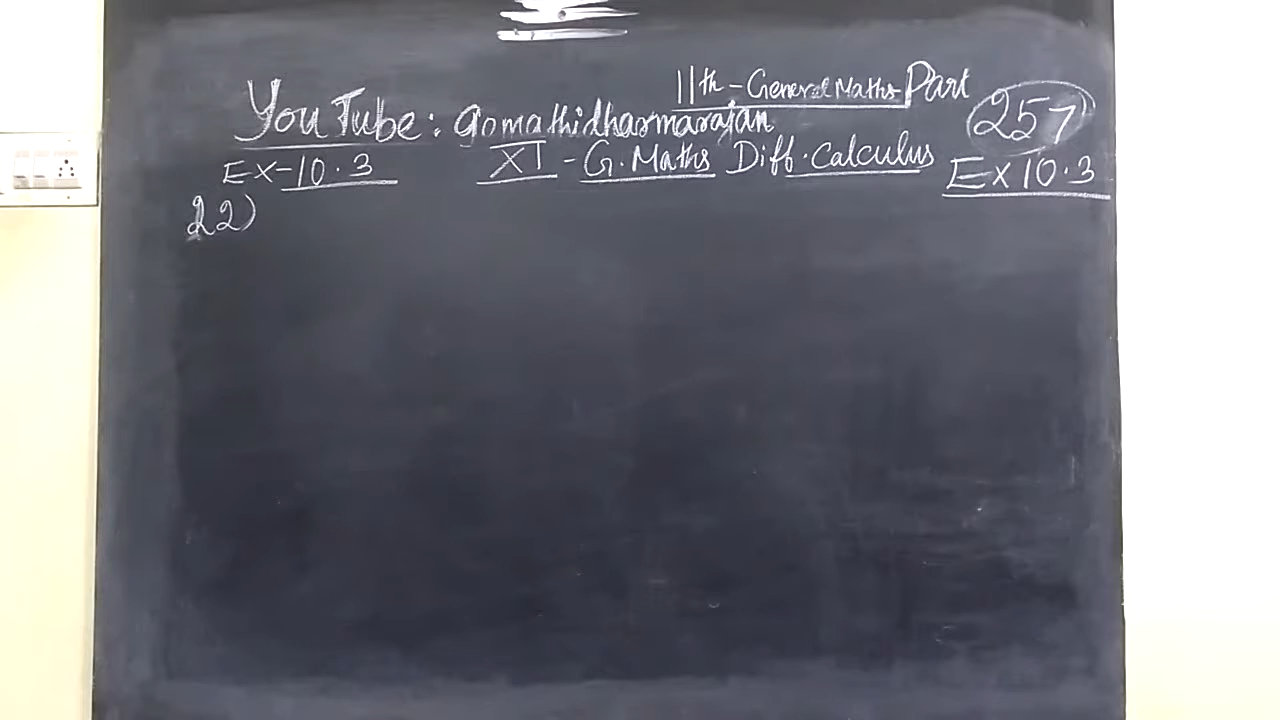 11th - General Maths Part 257
YouTube: gomathidharmarajan
EX-10.3 XI - G. Maths Diff. Calculus Ex 10.3
22)